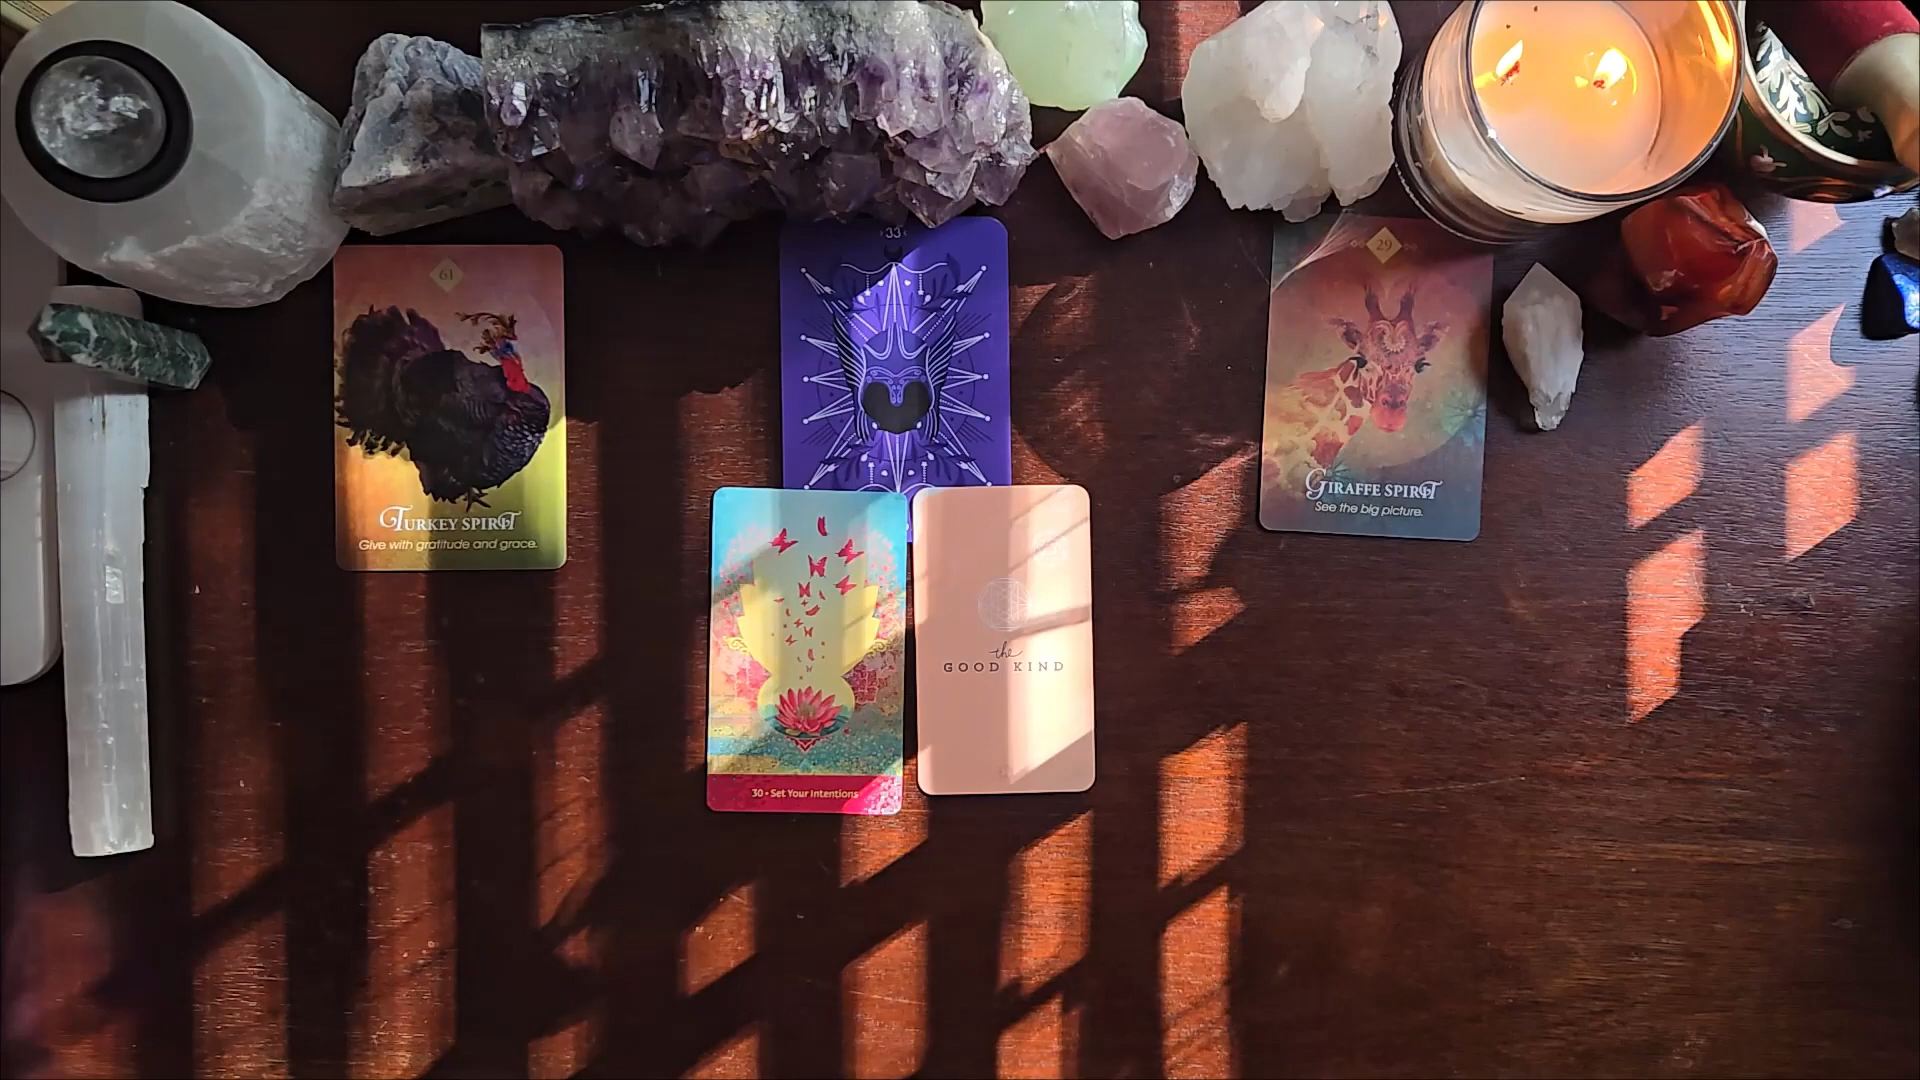 61
TURKEY SPIRIT
Give with gratitude and grace.
33
29
GIRAFFE SPIRIT
See the big picture.
30 - Set Your Intentions
the
GOOD KIND